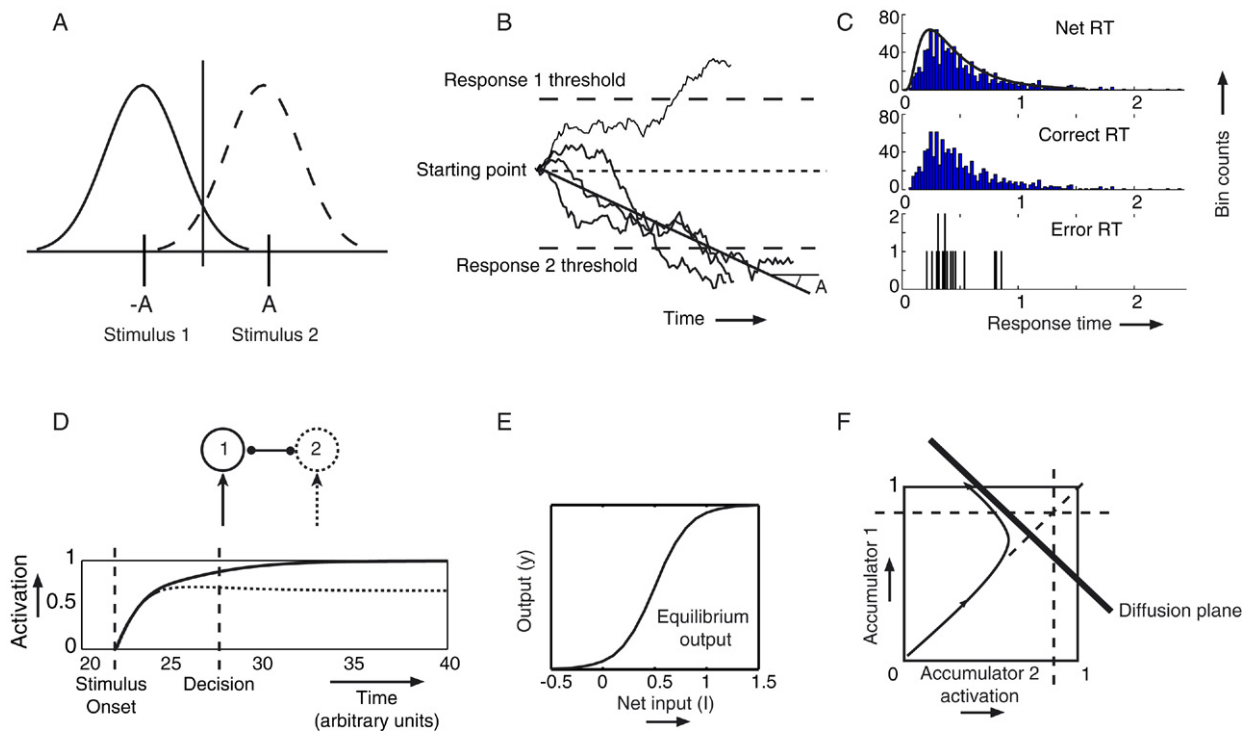 A
-A
A
Stimulus 1
Stimulus 2
B
Response 1 threshold
Starting point
Response 2 threshold
A
Time
C
Net RT
80
40
0
0
1
2
Correct RT
80
40
0
Error RT
2
1
0
0
1
2
Response time
Bin counts
D
1
2
Activation
1
0.5
0
20
25
30
35
40
Stimulus
Onset
Decision
Time
(arbitrary units)
E
Output (y)
Equilibrium
output
-0.5
0
0.5
1.0
1.5
Net input (I)
F
1
Accumulator 1
Diffusion plane
0
Accumulator 2
activation
1